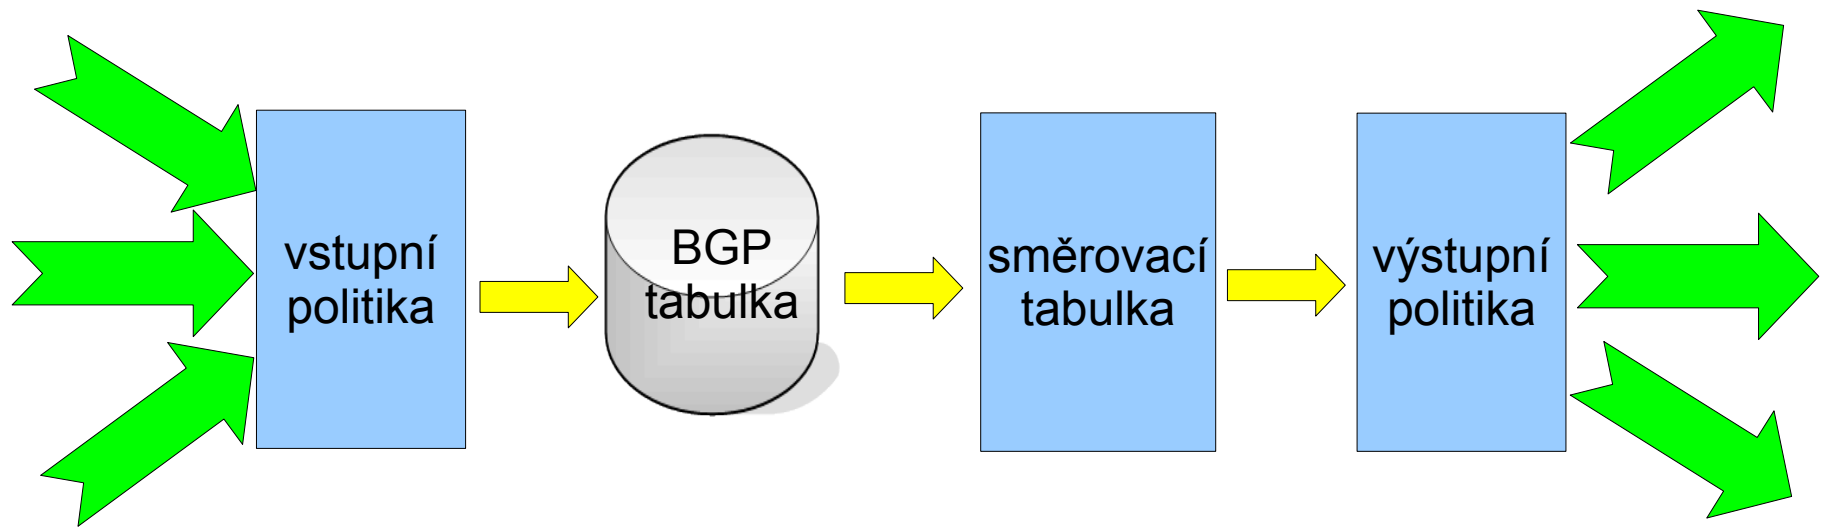 vstupní
politika
BGP
tabulka
směrovací
tabulka
výstupní
politika